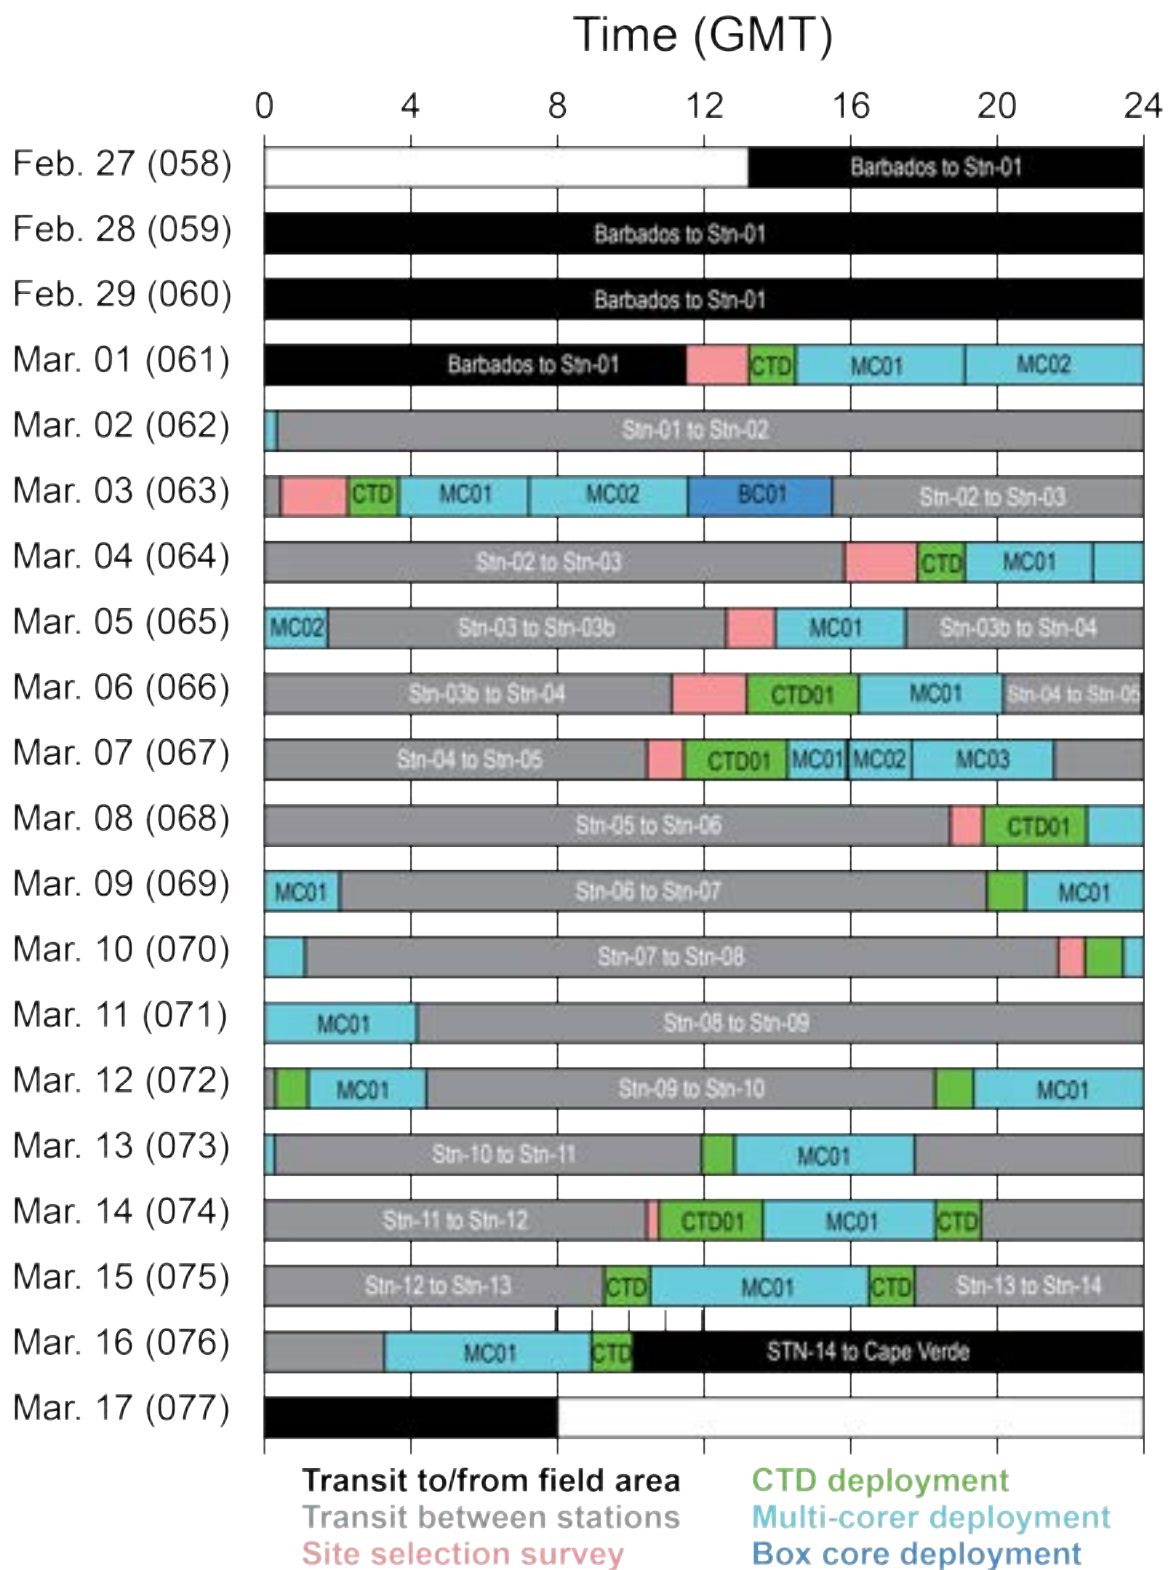 Time (GMT)
0 4 8 12 16 20 24
Feb. 27 (058) Barbados to Stn-01
Feb. 28 (059) Barbados to Stn-01
Feb. 29 (060) Barbados to Stn-01
Mar. 01 (061) Barbados to Stn-01 CTD MC01 MC02
Mar. 02 (062) Stn-01 to Stn-02
Mar. 03 (063) CTD MC01 MC02 BC01 Stn-02 to Stn-03
Mar. 04 (064) Stn-02 to Stn-03 CTD MC01
Mar. 05 (065) MC02 Stn-03 to Stn-03b MC01 Stn-03b to Stn-04
Mar. 06 (066) Stn-03b to Stn-04 CTD01 MC01 Stn-04 to Stn-05
Mar. 07 (067) Stn-04 to Stn-05 CTD01 MC01 MC02 MC03
Mar. 08 (068) Stn-05 to Stn-06 CTD01
Mar. 09 (069) MC01 Stn-06 to Stn-07 MC01
Mar. 10 (070) Stn-07 to Stn-08
Mar. 11 (071) MC01 Stn-08 to Stn-09
Mar. 12 (072) MC01 Stn-09 to Stn-10 MC01
Mar. 13 (073) Stn-10 to Stn-11 MC01
Mar. 14 (074) Stn-11 to Stn-12 CTD01 MC01 CTD
Mar. 15 (075) Stn-12 to Stn-13 CTD MC01 CTD Stn-13 to Stn-14
Mar. 16 (076) MC01 CTD STN-14 to Cape Verde
Mar. 17 (077)
Transit to/from field area CTD deployment
Transit between stations Multi-corer deployment
Site selection survey Box core deployment